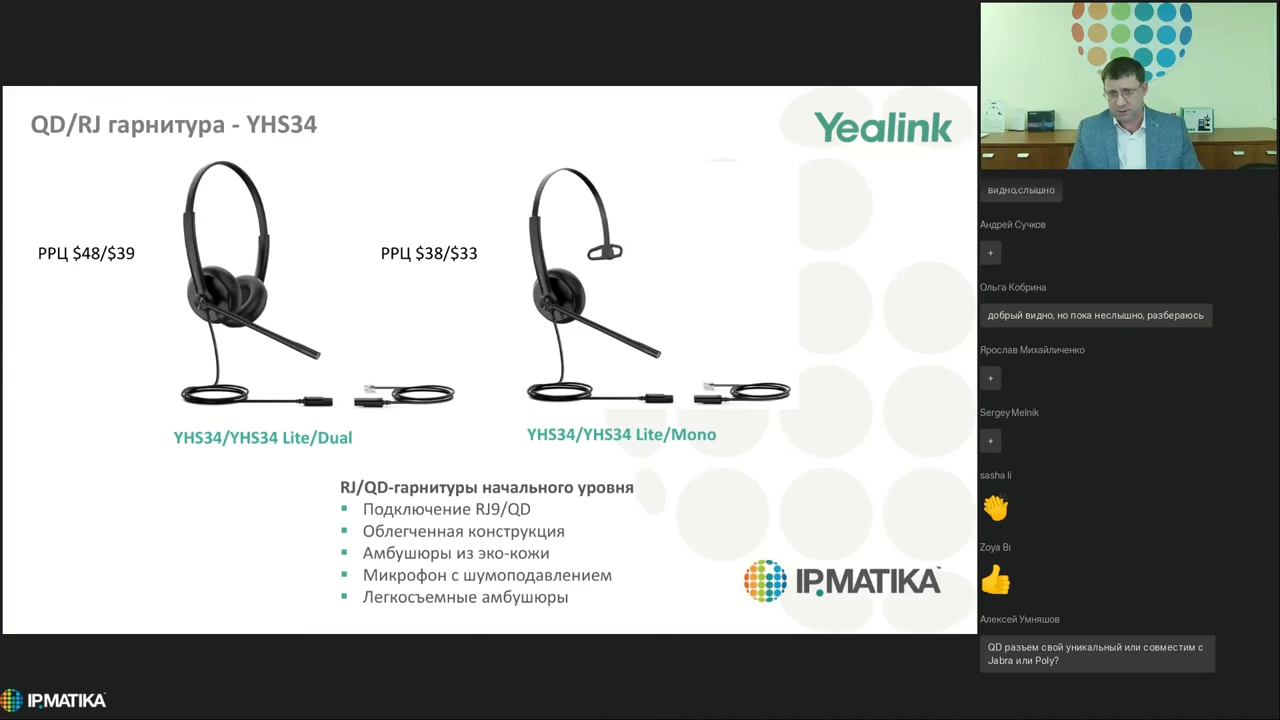 QD/RJ гарнитура - YHS34
Yealink
РРЦ $48/$39
РРЦ $38/$33
YHS34/YHS34 Lite/Dual
YHS34/YHS34 Lite/Mono
RJ/QD-гарнитуры начального уровня
Подключение RJ9/QD
Облегченная конструкция
Амбушюры из эко-кожи
Микрофон с шумоподавлением
Легкосъемные амбушюры
IP.MATIKA™
видно,слышно
Андрей Сучков
+
Ольга Кобрина
добрый видно, но пока неслышно, разбераюсь
Ярослав Михайличенко
+
Sergey Melnik
+
sasha li
Zoya Bi
Алексей Умняшов
QD разъем свой уникальный или совместим с
Jabra или Poly?
IP.MATIKA